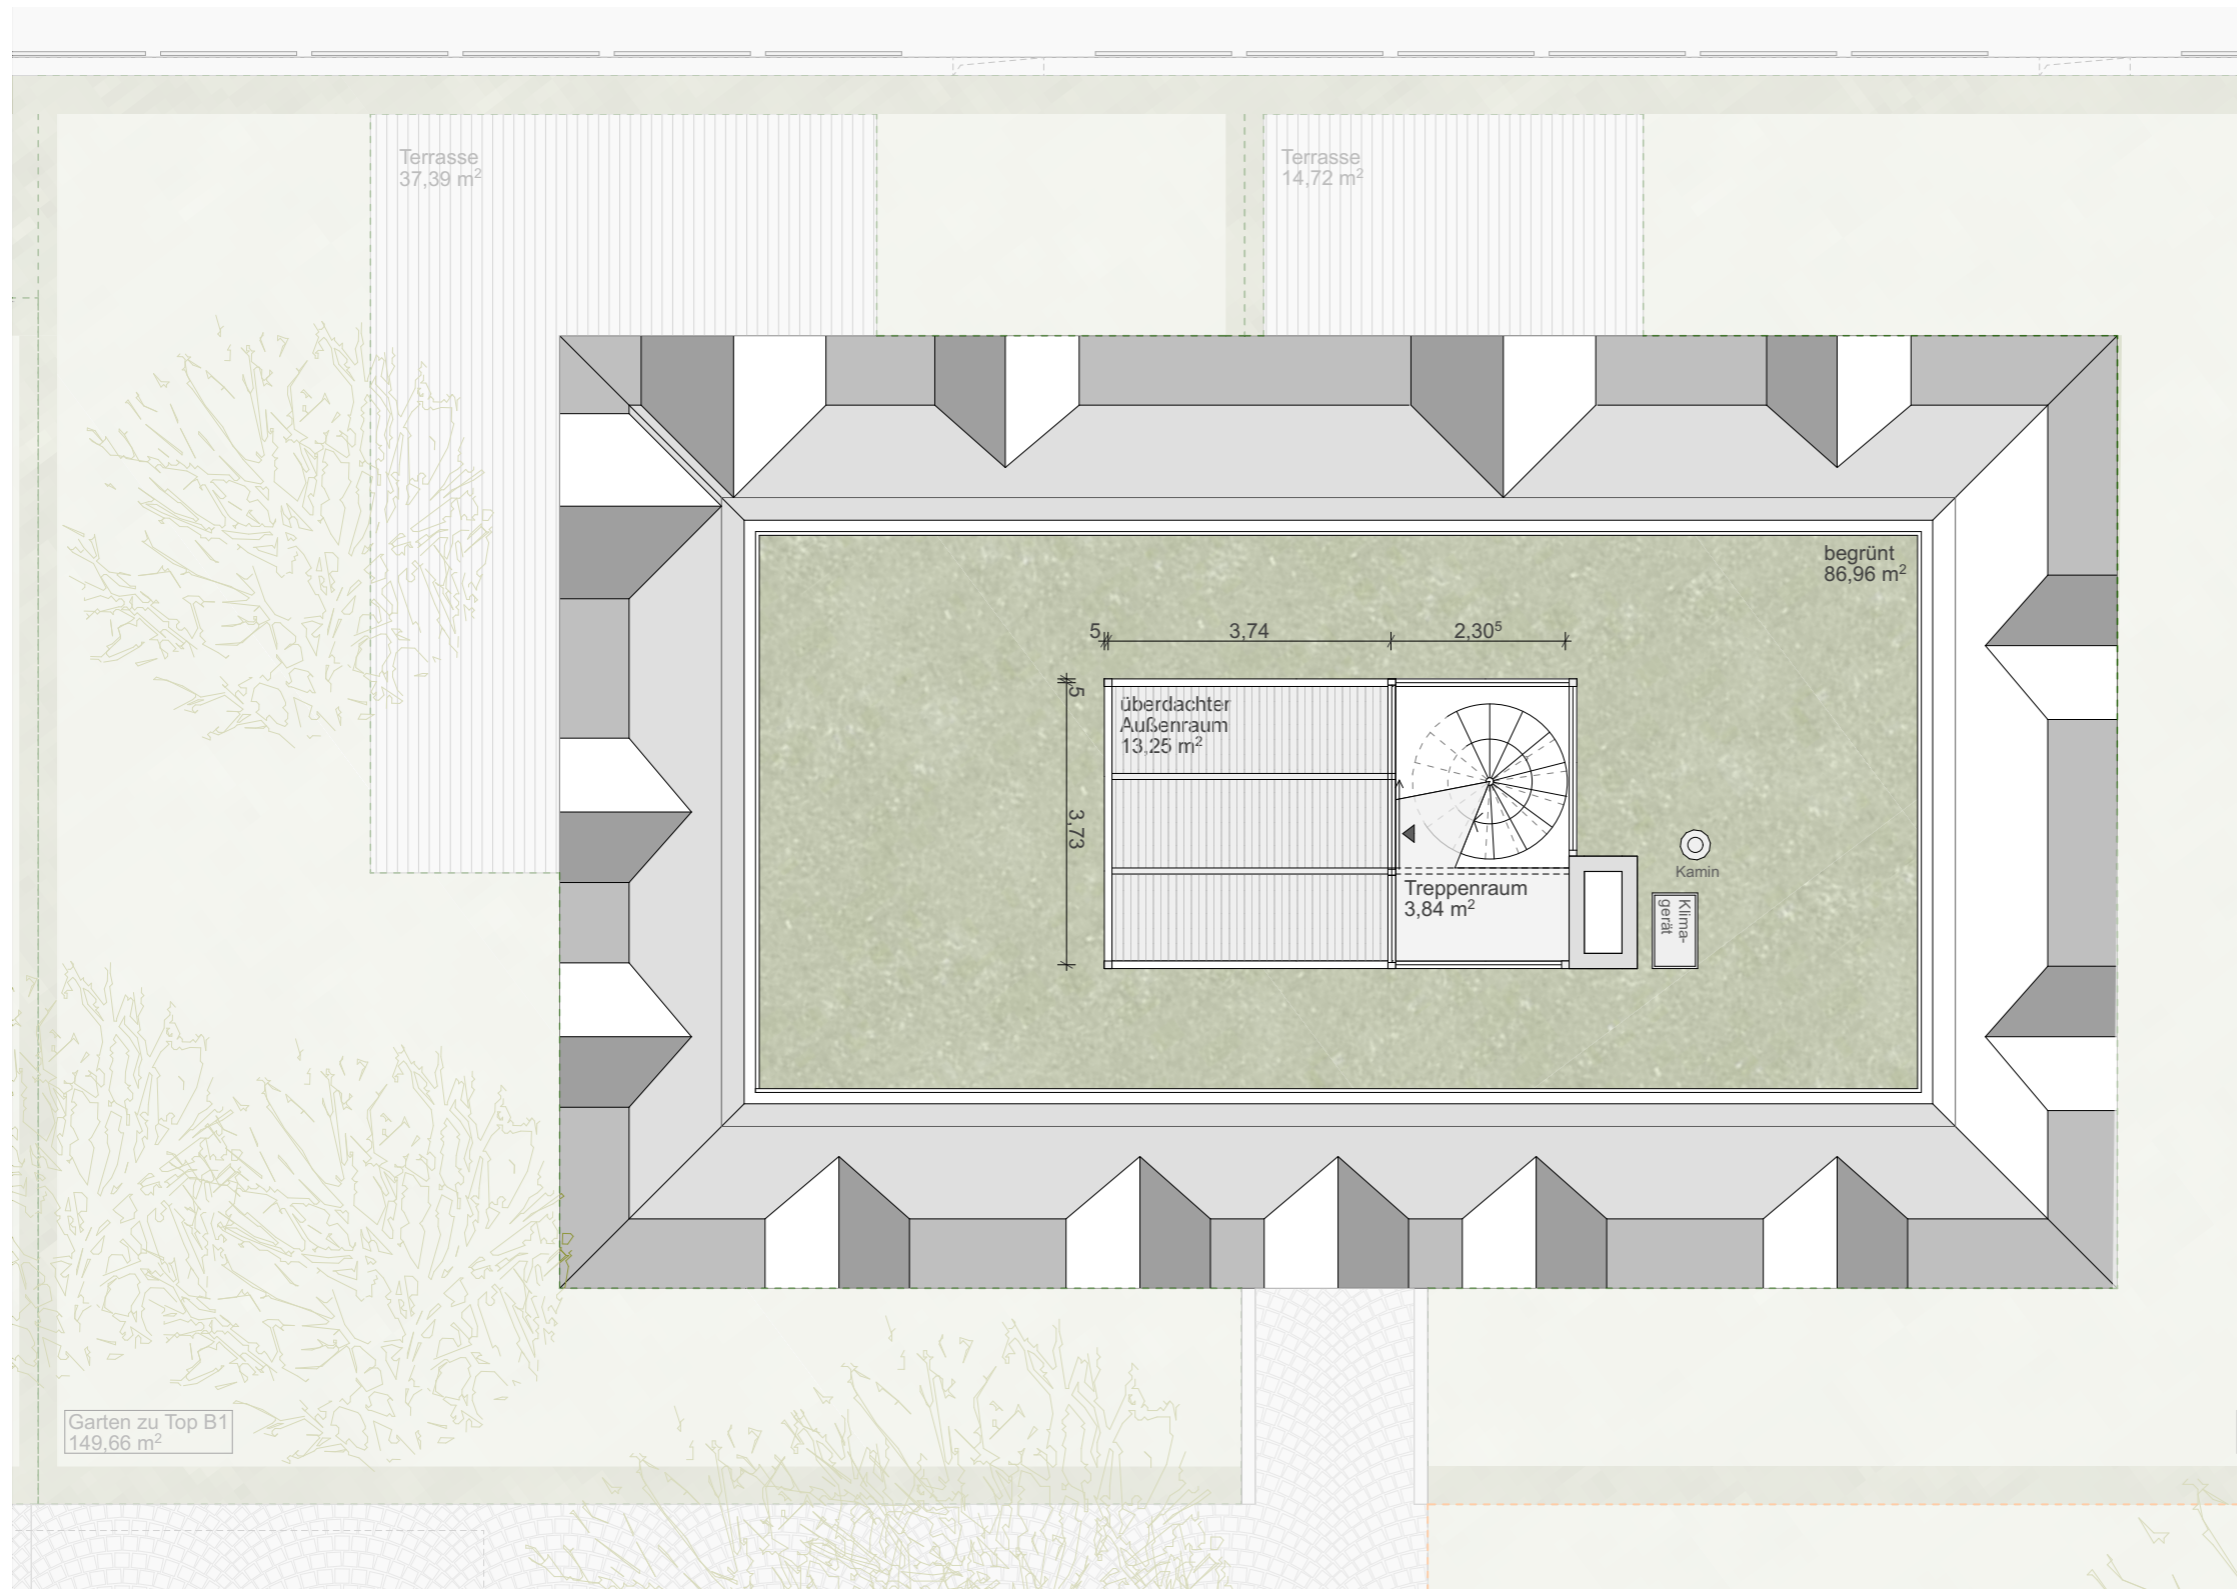 Terrasse
37,39 m²
Terrasse
14,72 m²
begrünt
86,96 m²
5
3,74
2,30⁵
5
3,73
überdachter
Außenraum
13,25 m²
Treppenraum
3,84 m²
Kamin
Klima-
gerät
Garten zu Top B1
149,66 m²